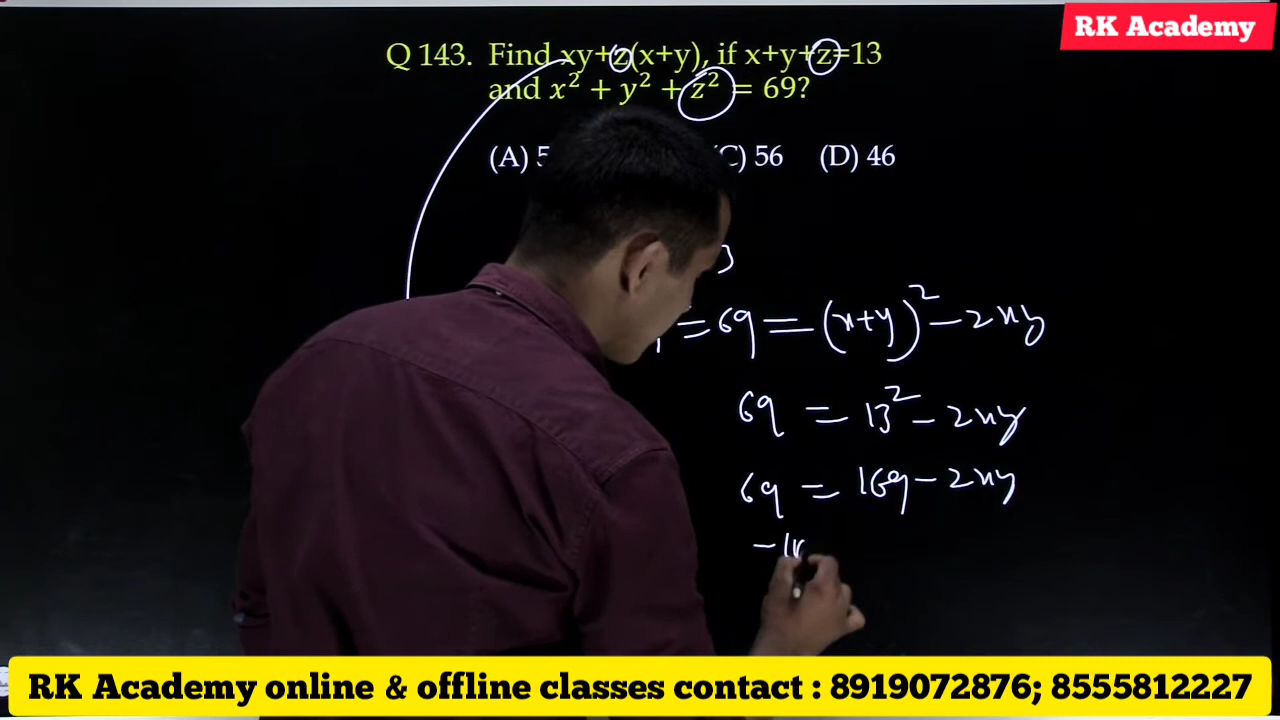 RK Academy
Q 143. Find xy+z(x+y), if x+y+z=13
and x² + y² + z² = 69?
(A) 5 (C) 56 (D) 46
= 69 = (x+y)² - 2xy
69 = 13² - 2xy
69 = 169 - 2xy
-1
RK Academy online & offline classes contact : 8919072876; 8555812227